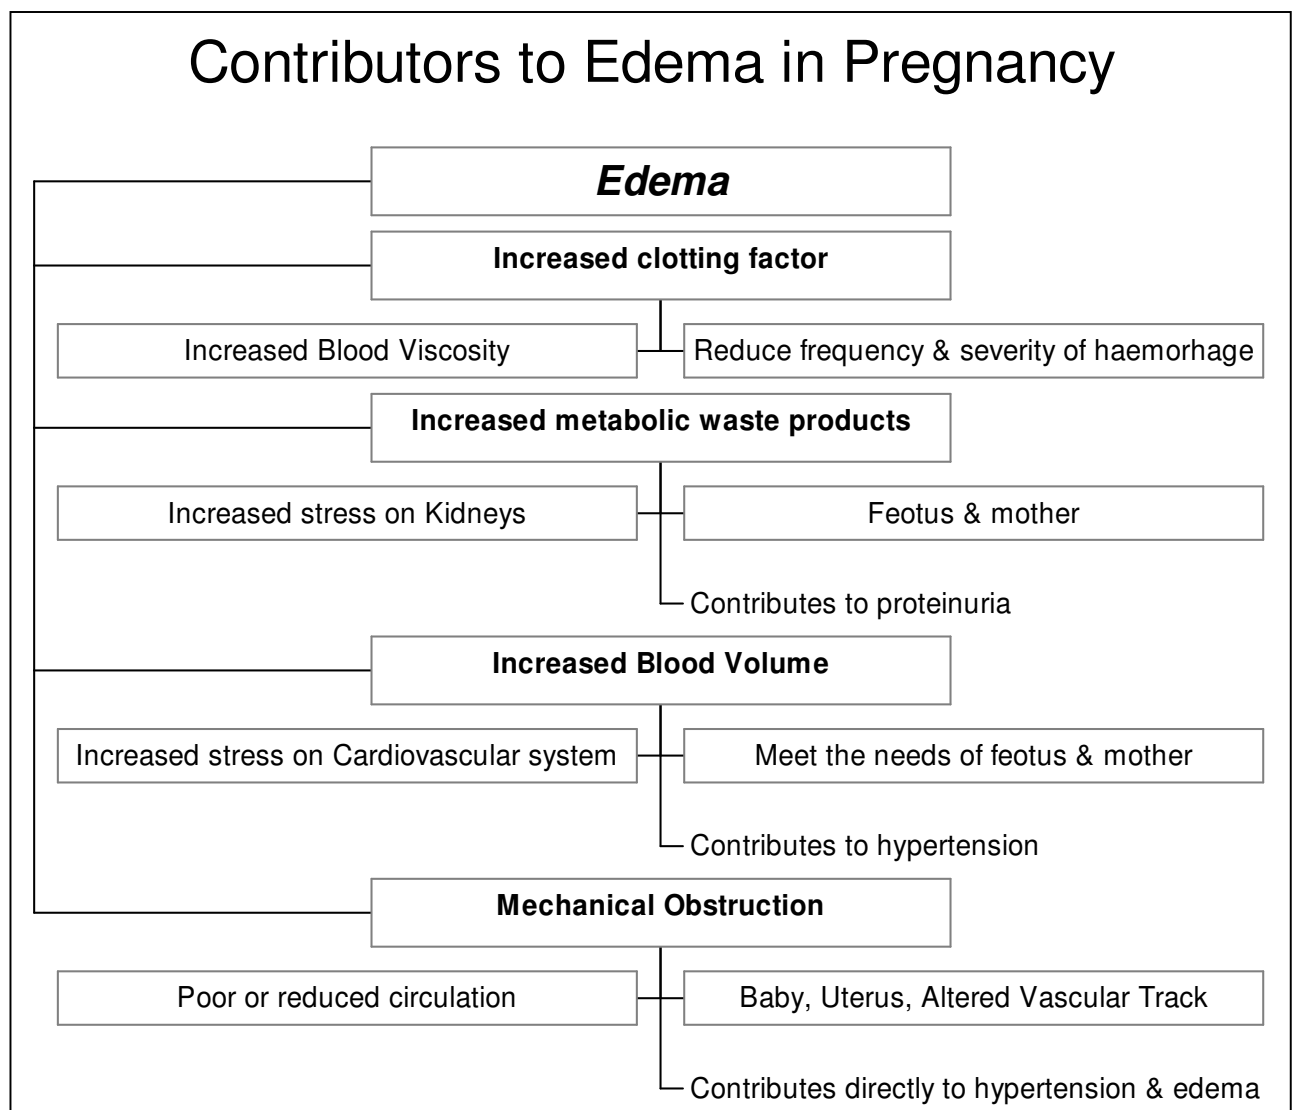 Contributors to Edema in Pregnancy
Edema
Increased clotting factor
Increased Blood Viscosity
Reduce frequency & severity of haemorhage
Increased metabolic waste products
Increased stress on Kidneys
Feotus & mother
Contributes to proteinuria
Increased Blood Volume
Increased stress on Cardiovascular system
Meet the needs of feotus & mother
Contributes to hypertension
Mechanical Obstruction
Poor or reduced circulation
Baby, Uterus, Altered Vascular Track
Contributes directly to hypertension & edema